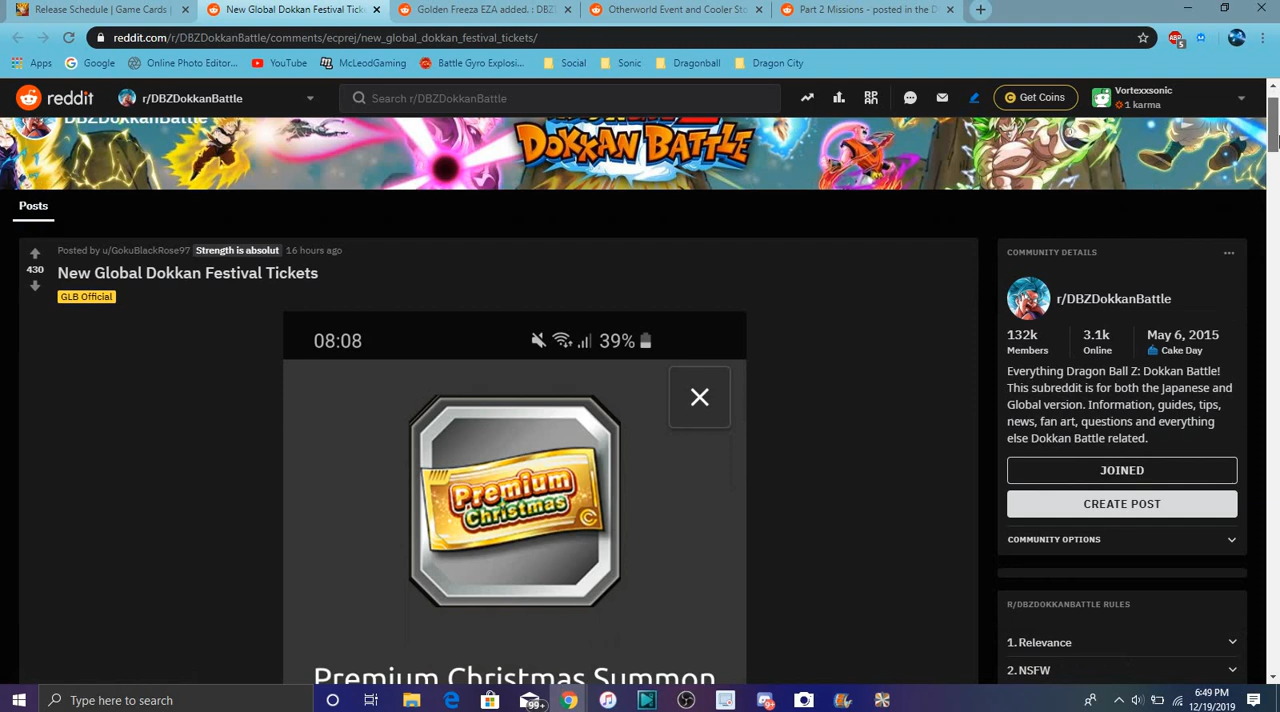 Release Schedule | Game Cards |
New Global Dokkan Festival Ticke
Golden Freeza EZA added. : DBZ
Otherworld Event and Cooler Sto
Part 2 Missions - posted in the D
reddit.com/r/DBZDokkanBattle/comments/ecprej/new_global_dokkan_festival_tickets/
ABP
5
Apps
Google
Online Photo Editor...
YouTube
McLeodGaming
Battle Gyro Explosi...
Social
Sonic
Dragonball
Dragon City
reddit
r/DBZDokkanBattle
Search r/DBZDokkanBattle
Get Coins
Vortexxsonic
1 karma
DBZDokkanBattle
DOKKAN BATTLE
Posts
Posted by u/GokuBlackRose97 Strength is absolut 16 hours ago
430
New Global Dokkan Festival Tickets
GLB Official
08:08
39%
Premium
Christmas
C
Premium Christmas Summon
COMMUNITY DETAILS
r/DBZDokkanBattle
132k
3.1k
May 6, 2015
Members
Online
Cake Day
Everything Dragon Ball Z: Dokkan Battle!
This subreddit is for both the Japanese and
Global version. Information, guides, tips,
news, fan art, questions and everything
else Dokkan Battle related.
JOINED
CREATE POST
COMMUNITY OPTIONS
R/DBZDOKKANBATTLE RULES
1. Relevance
2. NSFW
Type here to search
99+
6:49 PM
12/19/2019